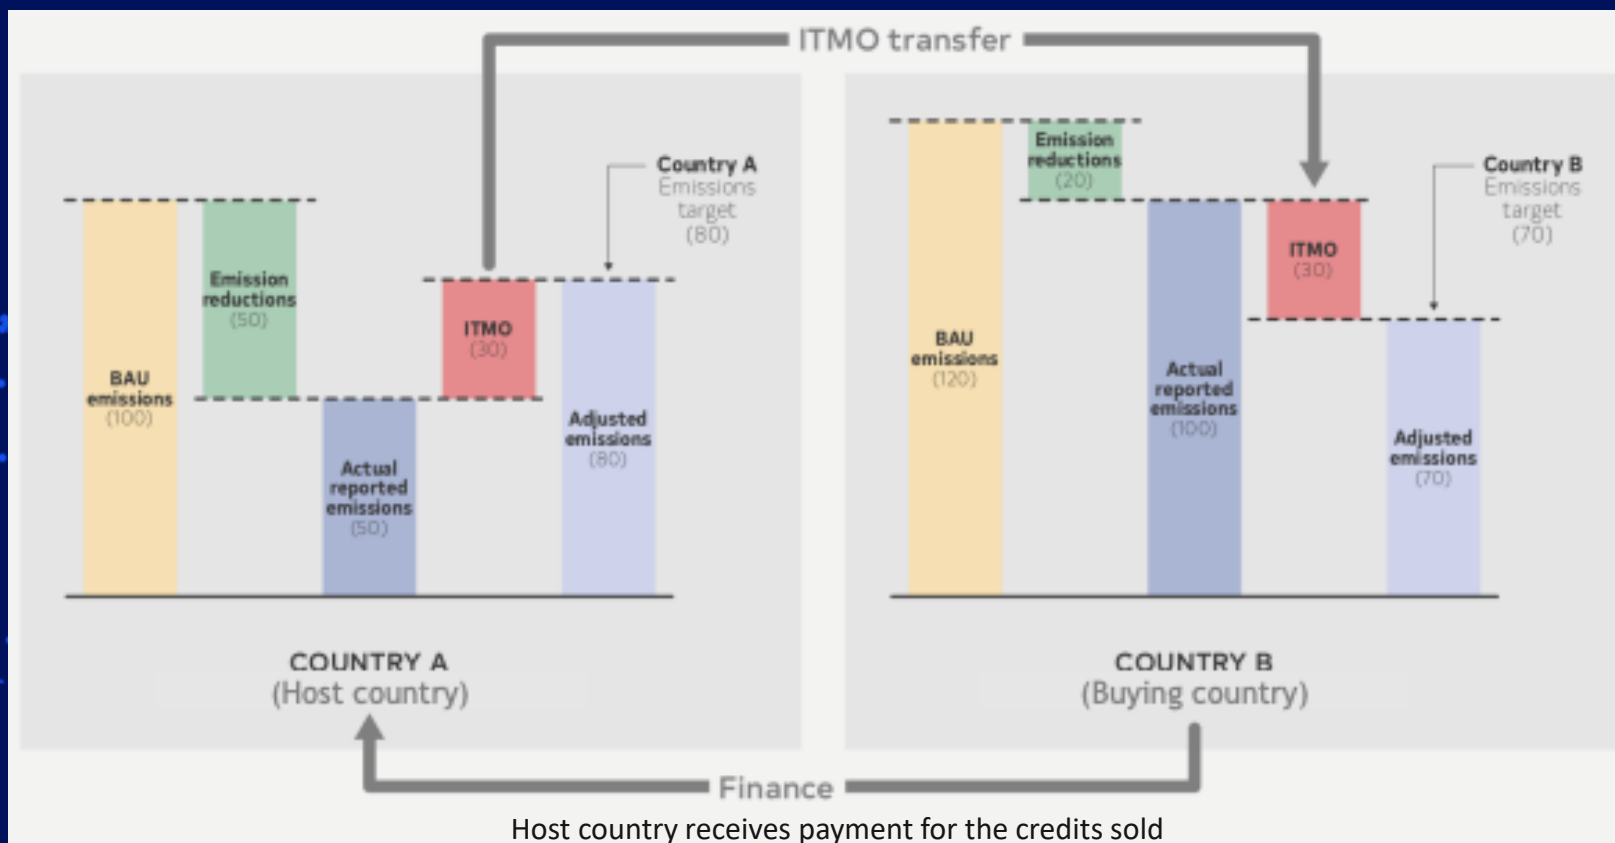 ITMO transfer
Country A
Emissions
target
(80)
Emission
reductions
(50)
BAU
emissions
(100)
ITMO
(30)
Actual
reported
emissions
(50)
Adjusted
emissions
(80)
COUNTRY A
(Host country)
Emission
reductions
(20)
Country B
Emissions
target
(70)
ITMO
(30)
BAU
emissions
(120)
Actual
reported
emissions
(100)
Adjusted
emissions
(70)
COUNTRY B
(Buying country)
Finance
Host country receives payment for the credits sold